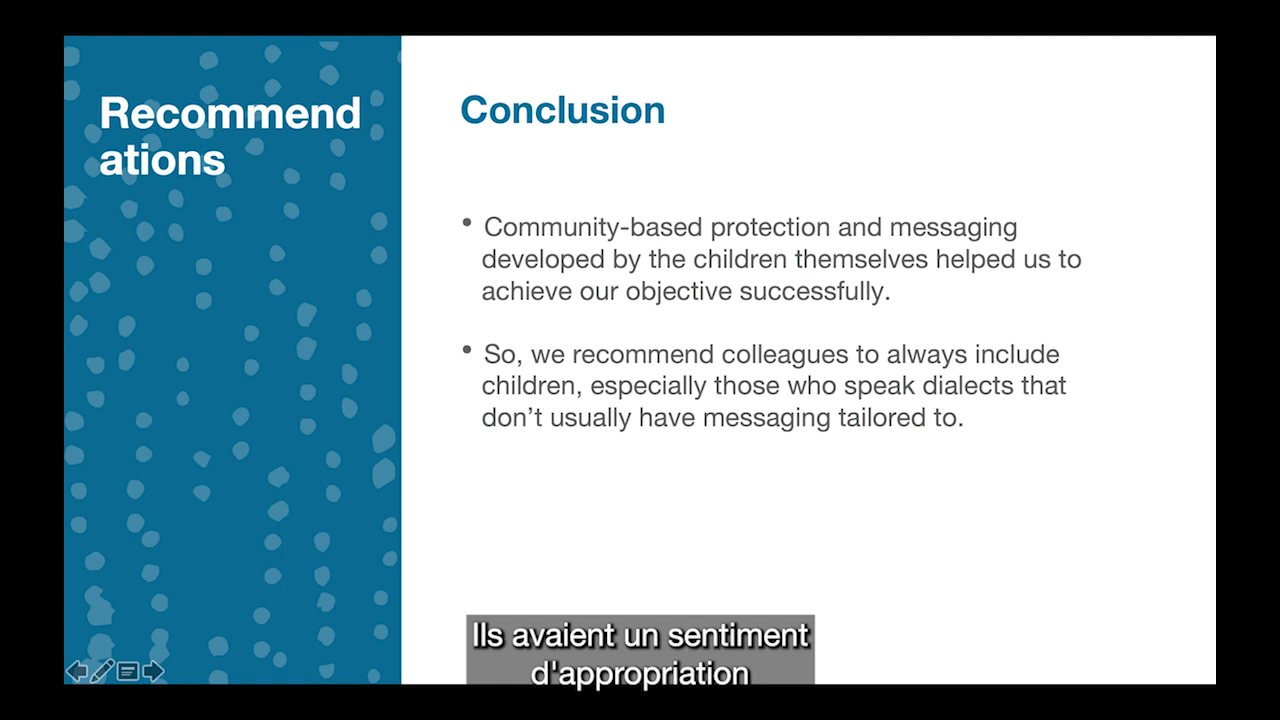 Recommend
ations
Conclusion
• Community-based protection and messaging
developed by the children themselves helped us to
achieve our objective successfully.
• So, we recommend colleagues to always include
children, especially those who speak dialects that
don’t usually have messaging tailored to.
Ils avaient un sentiment
d'appropriation